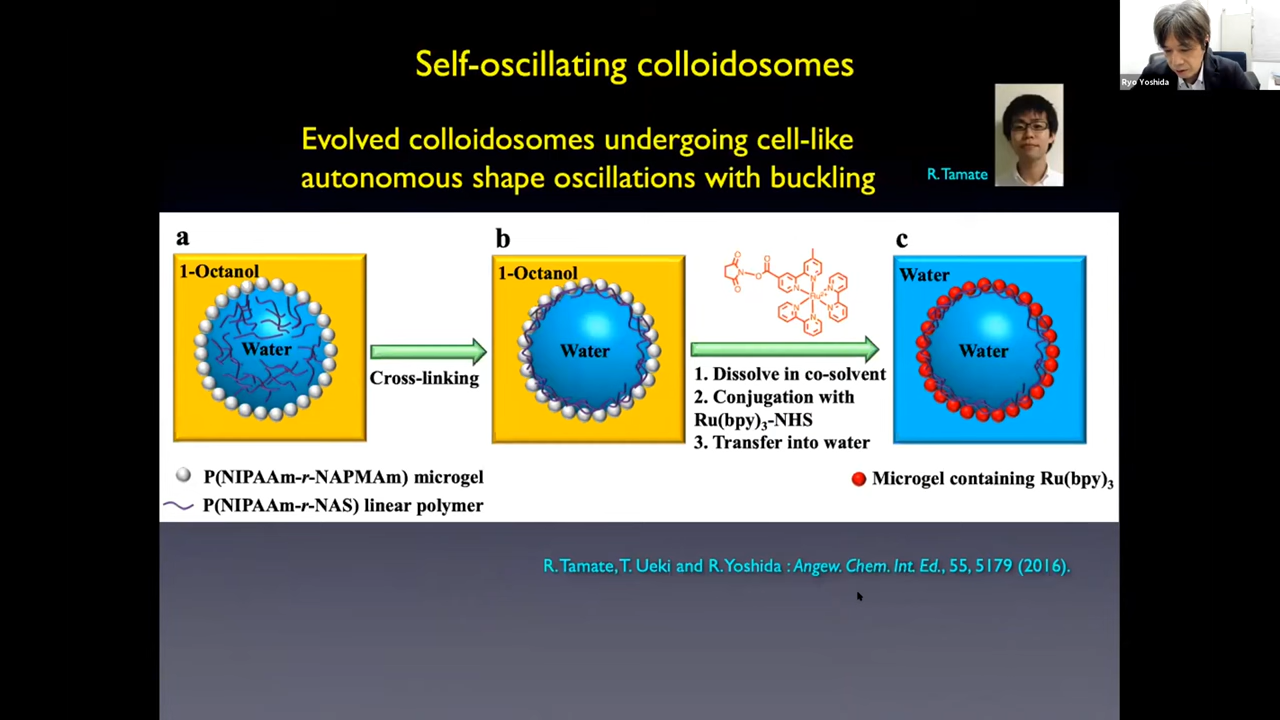 Self-oscillating colloidosomes
Ryo Yoshida
Evolved colloidosomes undergoing cell-like
autonomous shape oscillations with buckling
R. Tamate
a
b
c
1-Octanol
1-Octanol
Water
Water
Water
Water
Cross-linking
1. Dissolve in co-solvent
2. Conjugation with
Ru(bpy)₃-NHS
3. Transfer into water
P(NIPAAm-r-NAPMAm) microgel
P(NIPAAm-r-NAS) linear polymer
Microgel containing Ru(bpy)₃
R. Tamate, T. Ueki and R. Yoshida : Angew. Chem. Int. Ed., 55, 5179 (2016).